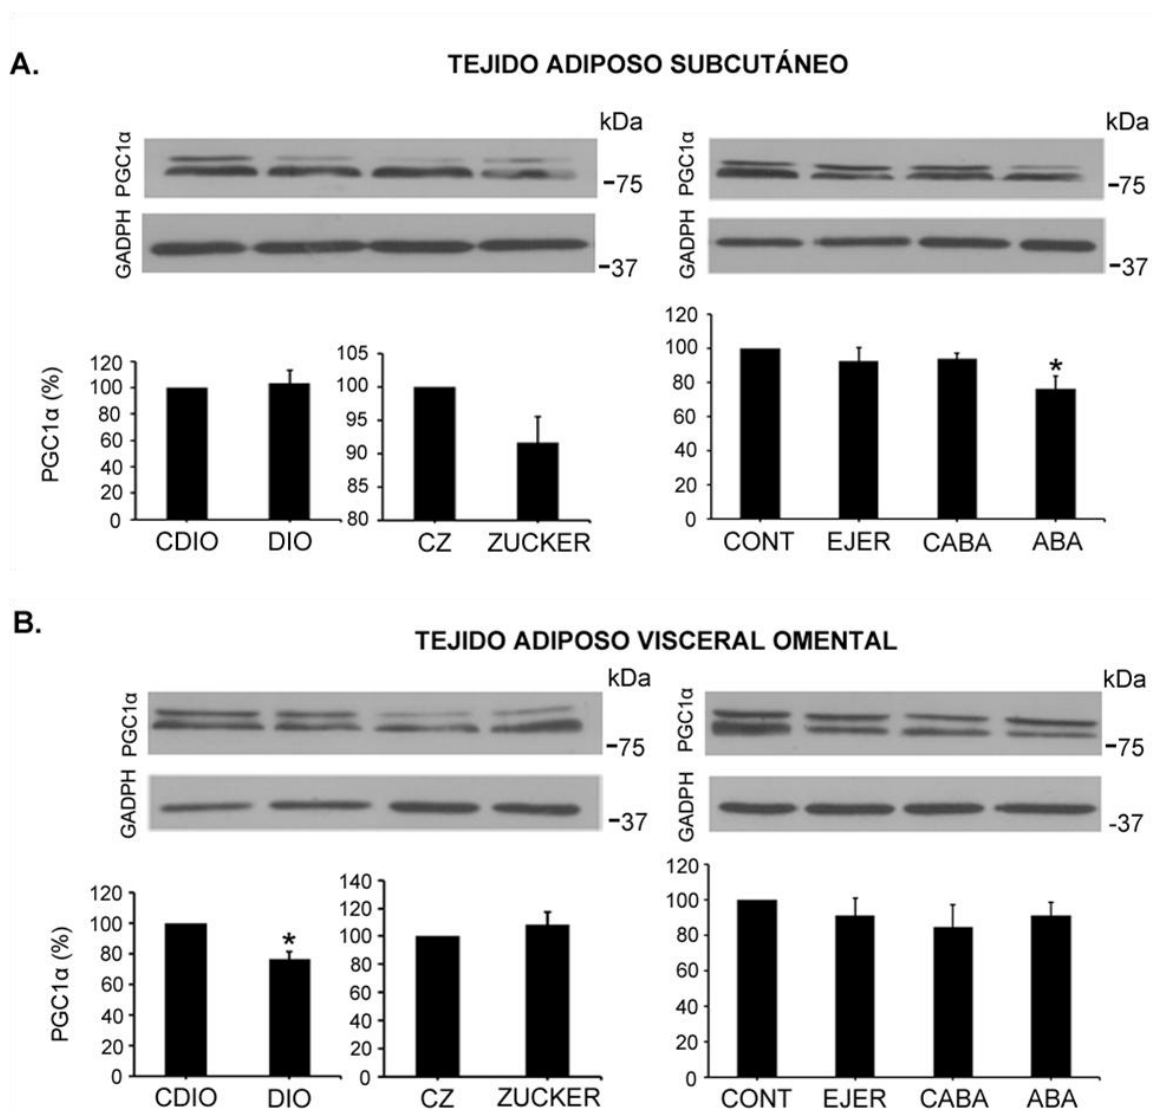 A.
TEJIDO ADIPOSO SUBCUTÁNEO
kDa
PGC1α
-75
GADPH
-37
kDa
PGC1α
-75
GADPH
-37
PGC1α (%)
120
100
80
60
40
20
0
CDIO DIO
105
100
95
90
85
80
CZ ZUCKER
120
100
80
60
40
20
0
*
CONT EJER CABA ABA
B.
TEJIDO ADIPOSO VISCERAL OMENTAL
kDa
PGC1α
-75
GADPH
-37
kDa
PGC1α
-75
GADPH
-37
PGC1α (%)
120
100
80
60
40
20
0
*
CDIO DIO
140
120
100
80
60
40
20
0
CZ ZUCKER
120
100
80
60
40
20
0
CONT EJER CABA ABA